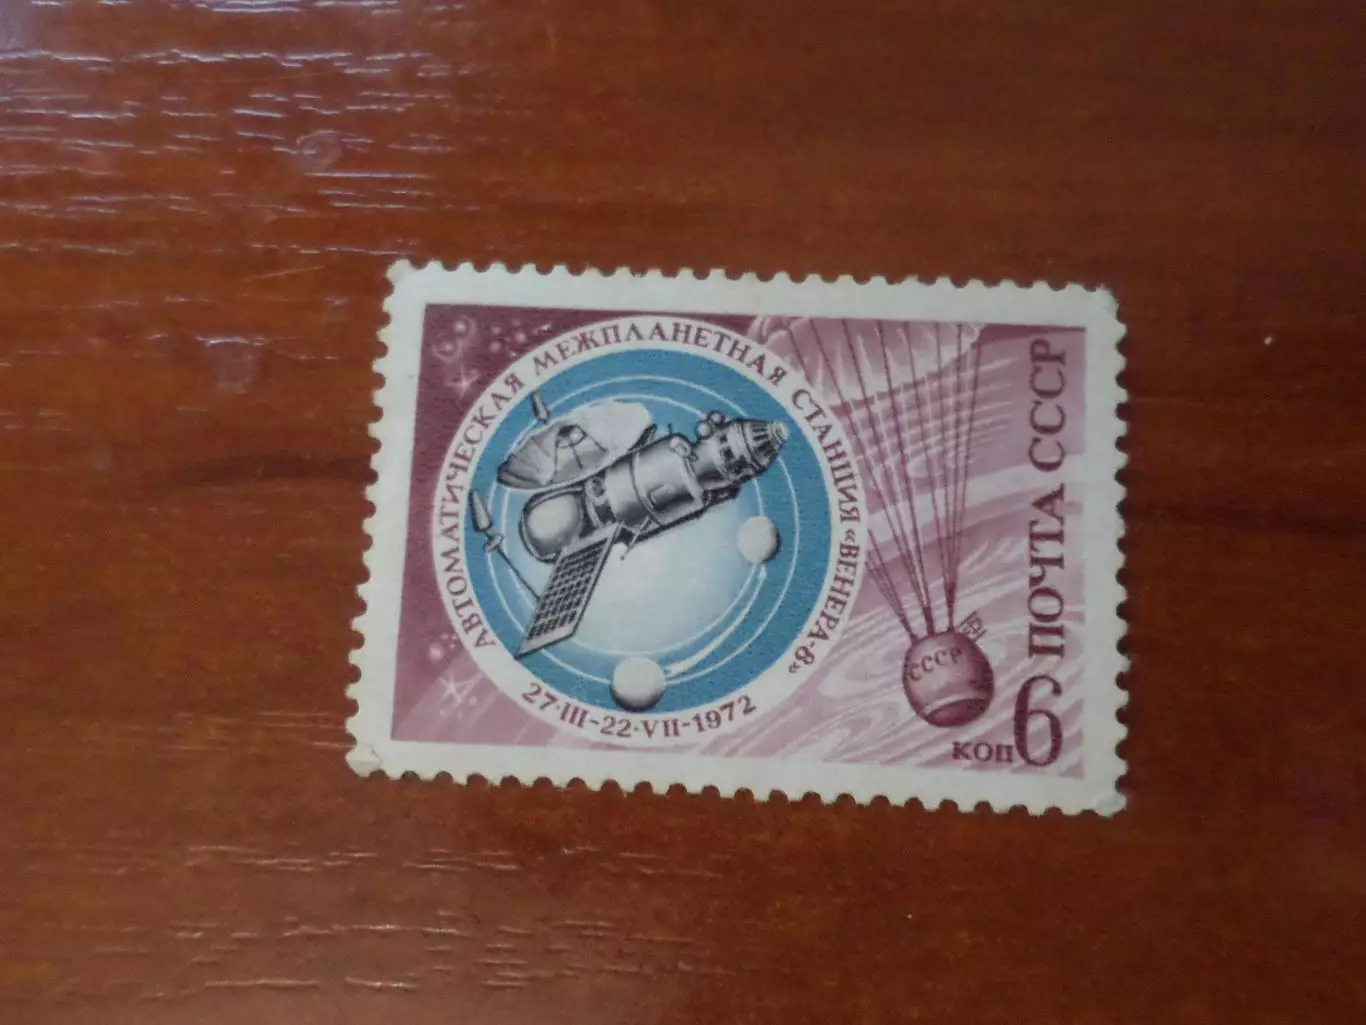 АВТОМАТИЧЕСКАЯ МЕЖПЛАНЕТНАЯ СТАНЦИЯ «ВЕНЕРА-8»
27·III–22·VII–1972
СССР
ПОЧТА СССР
6 КОП